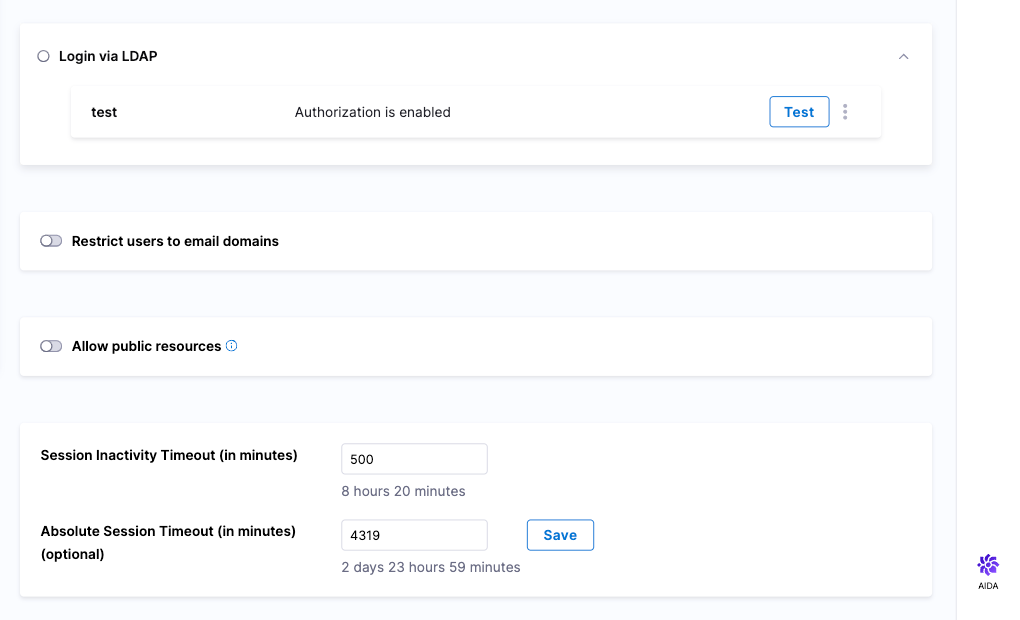 Login via LDAP
test Authorization is enabled Test
Restrict users to email domains
Allow public resources
Session Inactivity Timeout (in minutes) 500
8 hours 20 minutes
Absolute Session Timeout (in minutes) 4319 Save
(optional)
2 days 23 hours 59 minutes
AIDA